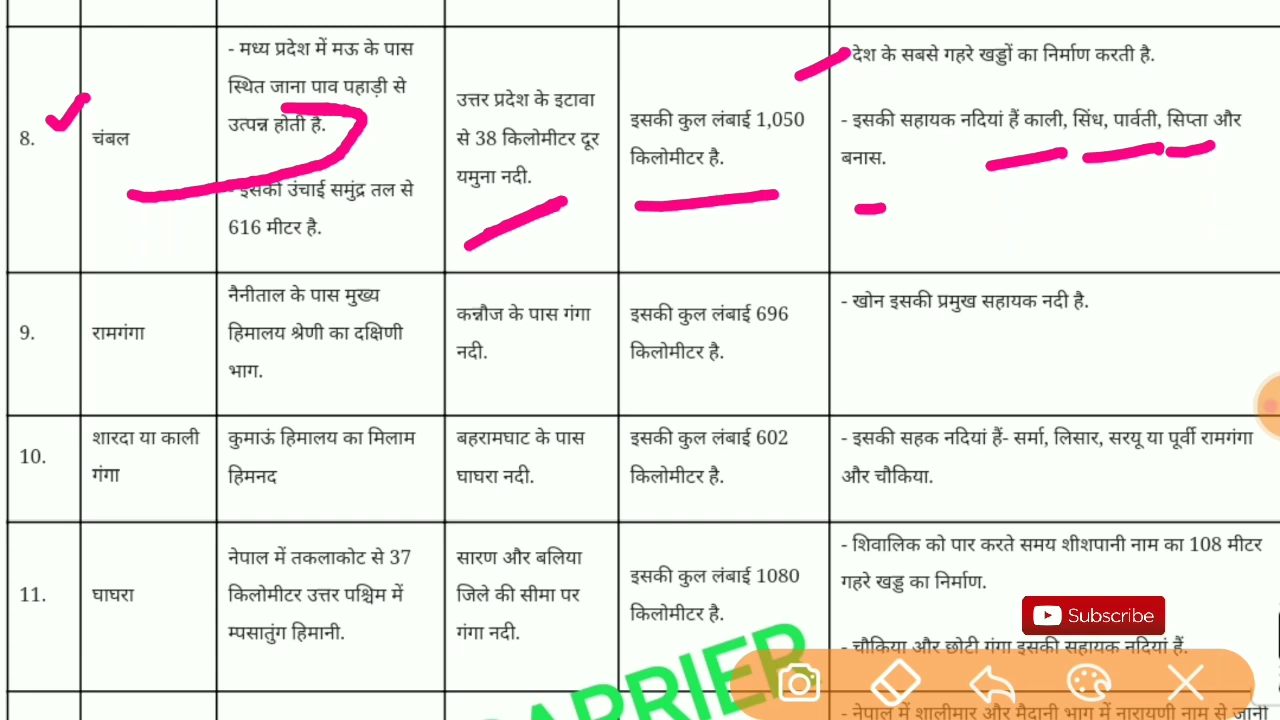 8.
चंबल
- मध्य प्रदेश में मऊ के पास
स्थित जाना पाव पहाड़ी से
उत्पन्न होती है.
- इसकी उंचाई समुंद्र तल से
616 मीटर है.
उत्तर प्रदेश के इटावा
से 38 किलोमीटर दूर
यमुना नदी.
इसकी कुल लंबाई 1,050
किलोमीटर है.
देश के सबसे गहरे खड्डों का निर्माण करती है.
- इसकी सहायक नदियां हैं काली, सिंध, पार्वती, सिप्ता और
बनास.
9.
रामगंगा
नैनीताल के पास मुख्य
हिमालय श्रेणी का दक्षिणी
भाग.
कन्नौज के पास गंगा
नदी.
इसकी कुल लंबाई 696
किलोमीटर है.
- खोन इसकी प्रमुख सहायक नदी है.
10.
शारदा या काली
गंगा
कुमाऊं हिमालय का मिलाम
हिमनद
बहरामघाट के पास
घाघरा नदी.
इसकी कुल लंबाई 602
किलोमीटर है.
- इसकी सहक नदियां हैं- सर्मा, लिसार, सरयू या पूर्वी रामगंगा
और चौकिया.
11.
घाघरा
नेपाल में तकलाकोट से 37
किलोमीटर उत्तर पश्चिम में
म्पसातुंग हिमानी.
सारण और बलिया
जिले की सीमा पर
गंगा नदी.
इसकी कुल लंबाई 1080
किलोमीटर है.
- शिवालिक को पार करते समय शीशपानी नाम का 108 मीटर
गहरे खड्ड का निर्माण.
Subscribe
- चौकिया और छोटी गंगा इसकी सहायक नदियां हैं.
- नेपाल में शालीमार और मैदानी भाग में नारायणी नाम से जानी